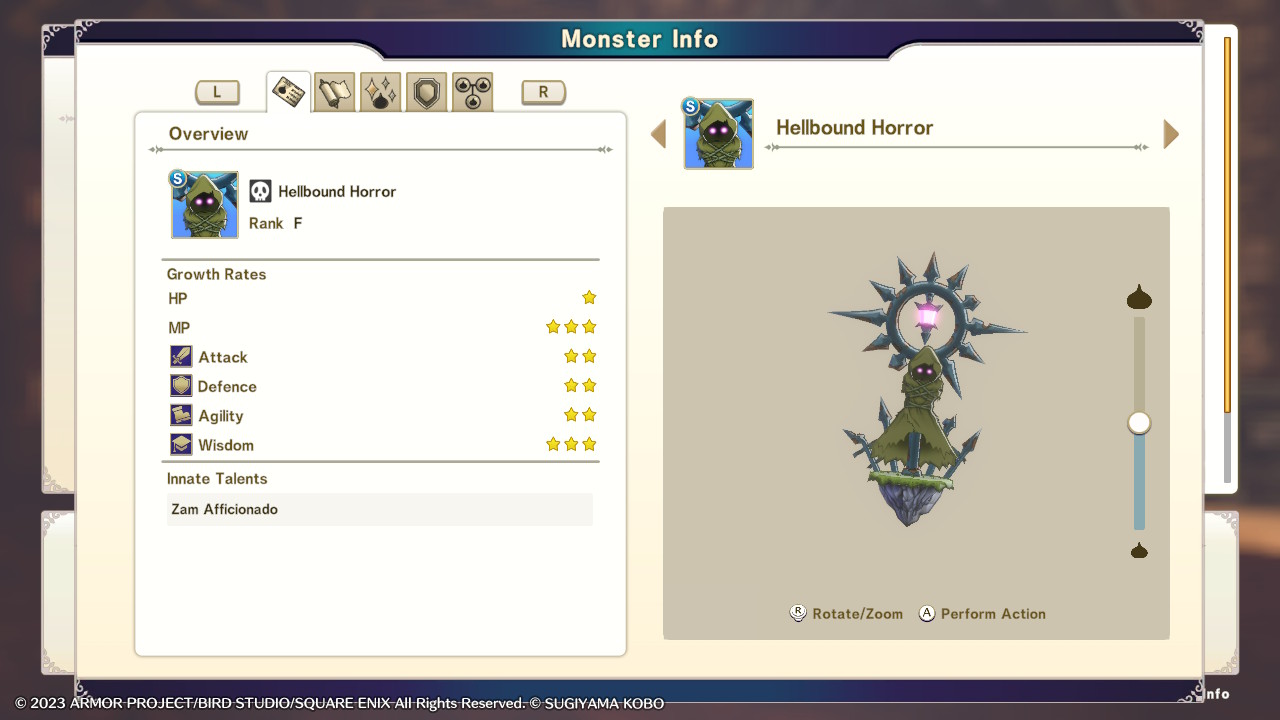 Monster Info
L
R
Overview
S
Hellbound Horror
Rank F
Growth Rates
HP
MP
Attack
Defence
Agility
Wisdom
Innate Talents
Zam Afficionado
S
Hellbound Horror
R Rotate/Zoom A Perform Action
nfo
© 2023 ARMOR PROJECT/BIRD STUDIO/SQUARE ENIX All Rights Reserved. © SUGIYAMA KOBO